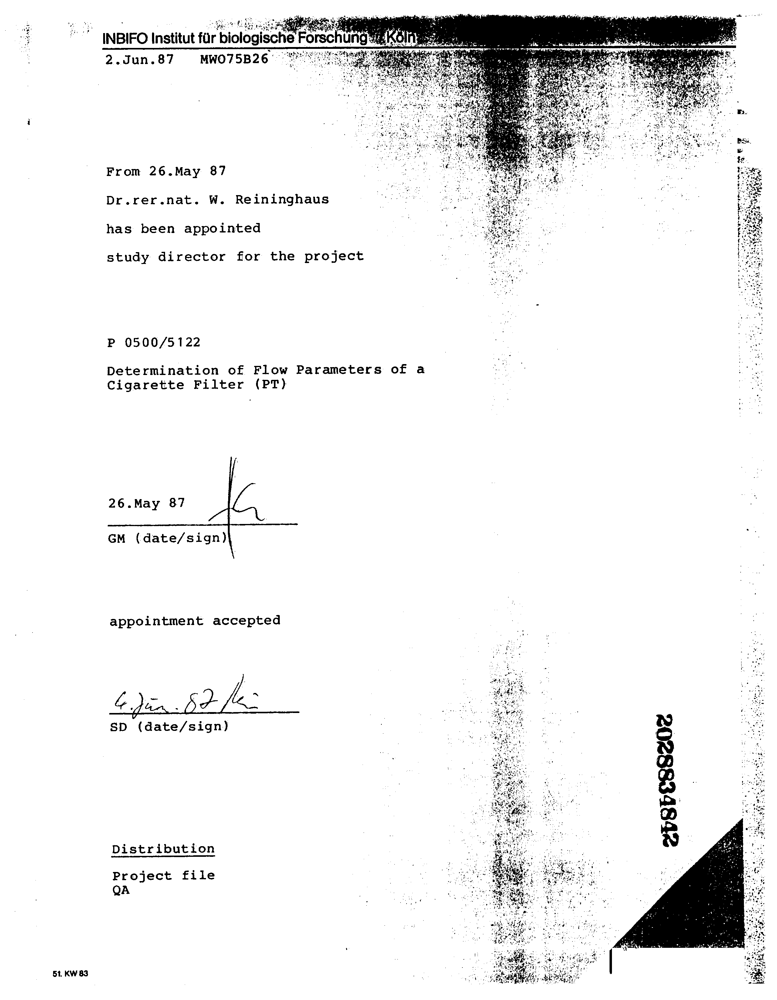 INBIFO Institut für biologische Forschung Köln
2.Jun.87 MW075B26
From 26.May 87
Dr.rer.nat. W. Reininghaus
has been appointed
study director for the project
P 0500/5122
Determination of Flow Parameters of a
Cigarette Filter (PT)
26.May 87
GM (date/sign)
appointment accepted
4. Jün. 87
SD (date/sign)
Distribution
Project file
QA
2028834842
51. KW 83